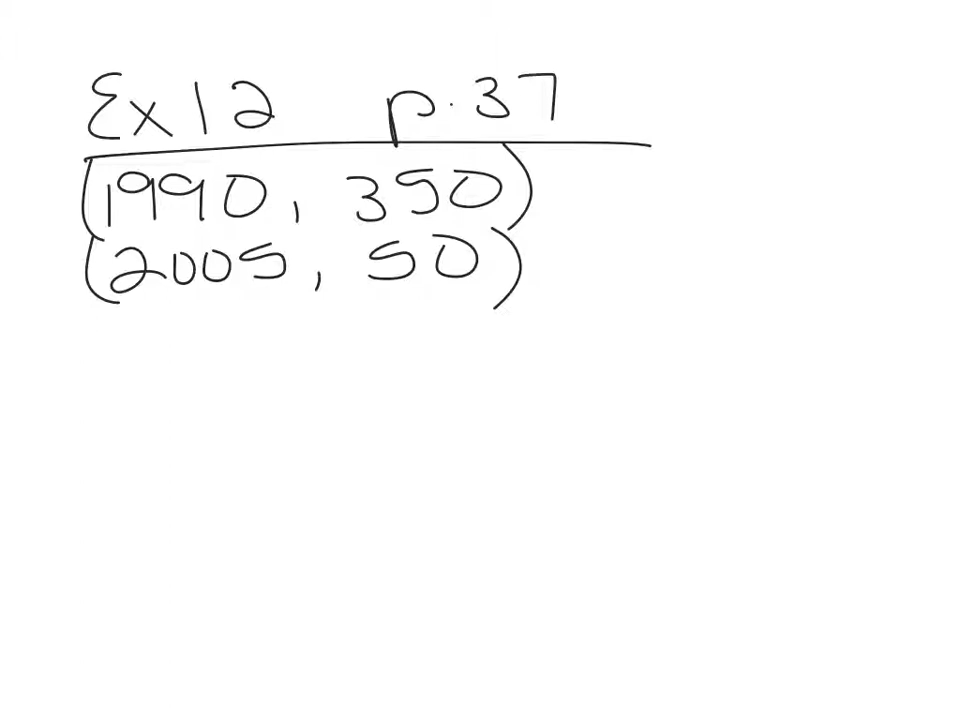 Ex 12 p.37
(1990, 350)
(2005, 50)